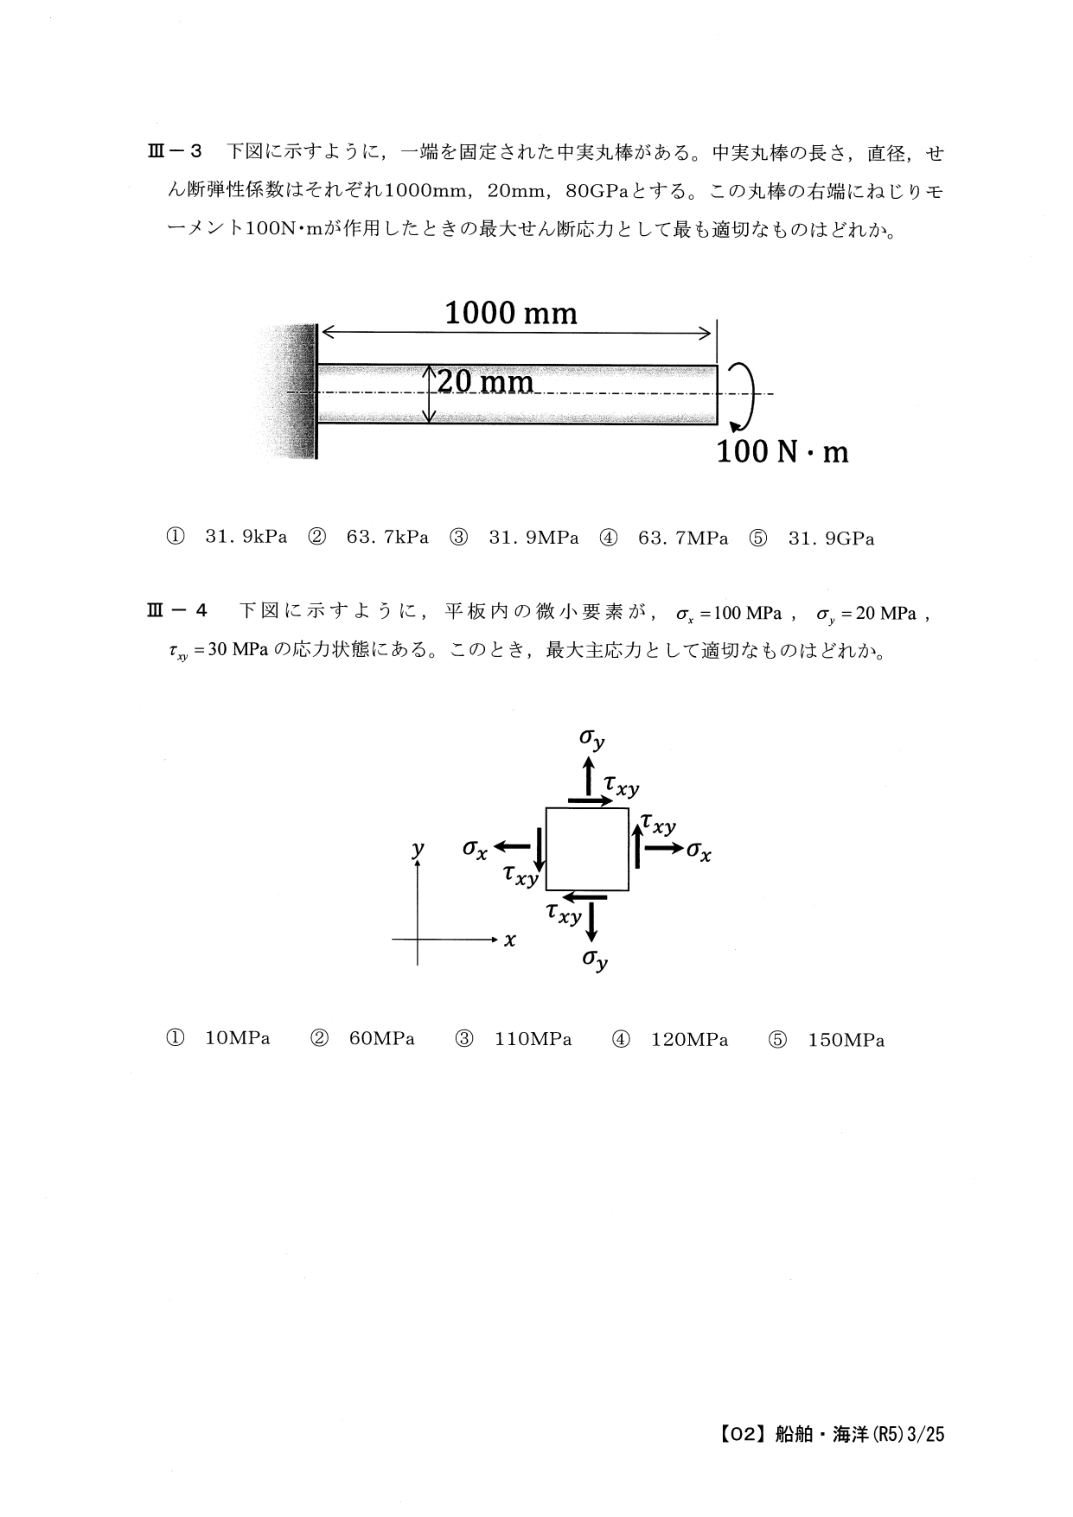 Ⅲ－3 下図に示すように，一端を固定された中実丸棒がある。中実丸棒の長さ，直径，せ
ん断弾性係数はそれぞれ1000mm，20mm，80GPaとする。この丸棒の右端にねじりモ
ーメント100N・mが作用したときの最大せん断応力として最も適切なものはどれか。
1000 mm
20 mm
100 N・m
① 31．9kPa ② 63．7kPa ③ 31．9MPa ④ 63．7MPa ⑤ 31．9GPa
Ⅲ－4 下図に示すように，平板内の微小要素が，σx =100 MPa，σy =20 MPa，
τxy =30 MPa の応力状態にある。このとき，最大主応力として適切なものはどれか。
σy
τxy
τxy
y
σx
σx
τxy
τxy
x
σy
① 10MPa ② 60MPa ③ 110MPa ④ 120MPa ⑤ 150MPa
【02】船舶・海洋(R5)3/25